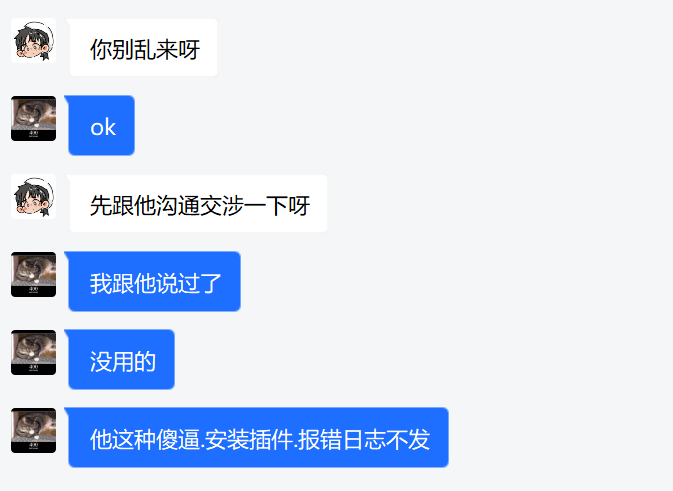 你别乱来呀
ok
先跟他沟通交涉一下呀
我跟他说过了
没用的
他这种傻逼.安装插件.报错日志不发